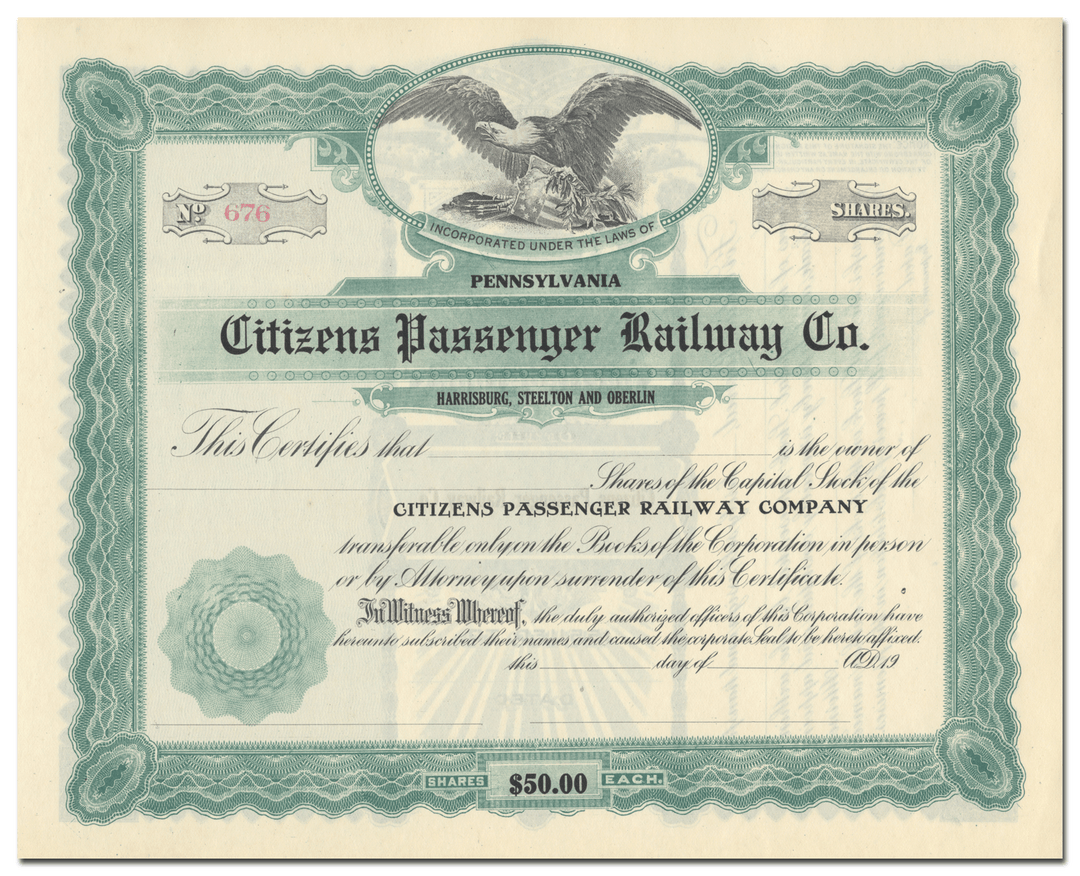 INCORPORATED UNDER THE LAWS OF
Nº 676
SHARES.
PENNSYLVANIA
Citizens Passenger Railway Co.
HARRISBURG, STEELTON AND OBERLIN
This Certifies that is the owner of
Shares of the Capital Stock of the
CITIZENS PASSENGER RAILWAY COMPANY
transferable only on the Books of the Corporation in person
or by Attorney upon surrender of this Certificate.
In Witness Whereof, the duly authorized officers of this Corporation have
hereunto subscribed their names and caused the corporate Seal to be hereto affixed.
this day of A.D. 19
SHARES $50.00 EACH.